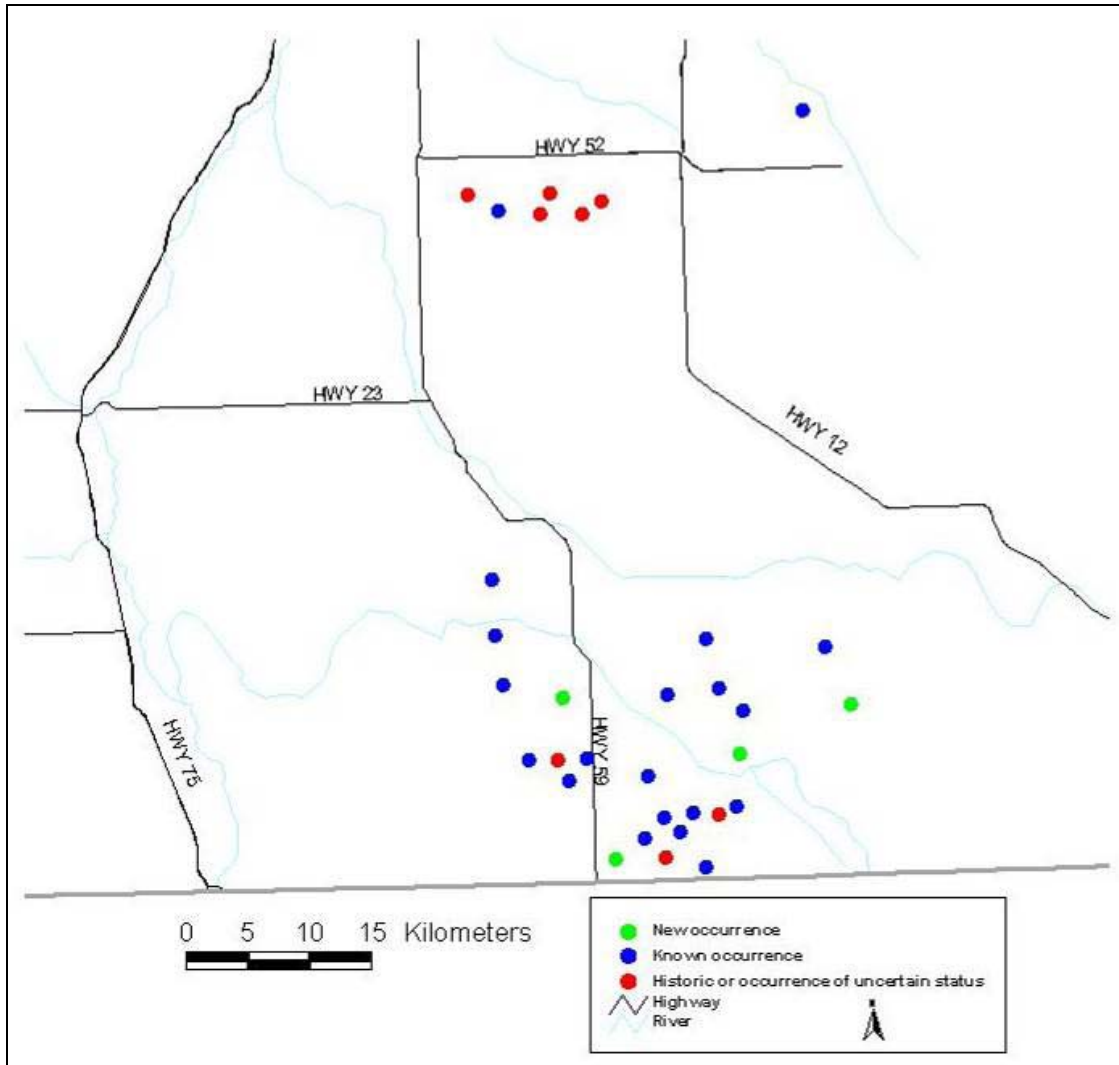 HWY 52
HWY 23
HWY 12
HWY 59
HWY 75
0 5 10 15 Kilometers
New occurrence
Known occurrence
Historic or occurrence of uncertain status
Highway
River